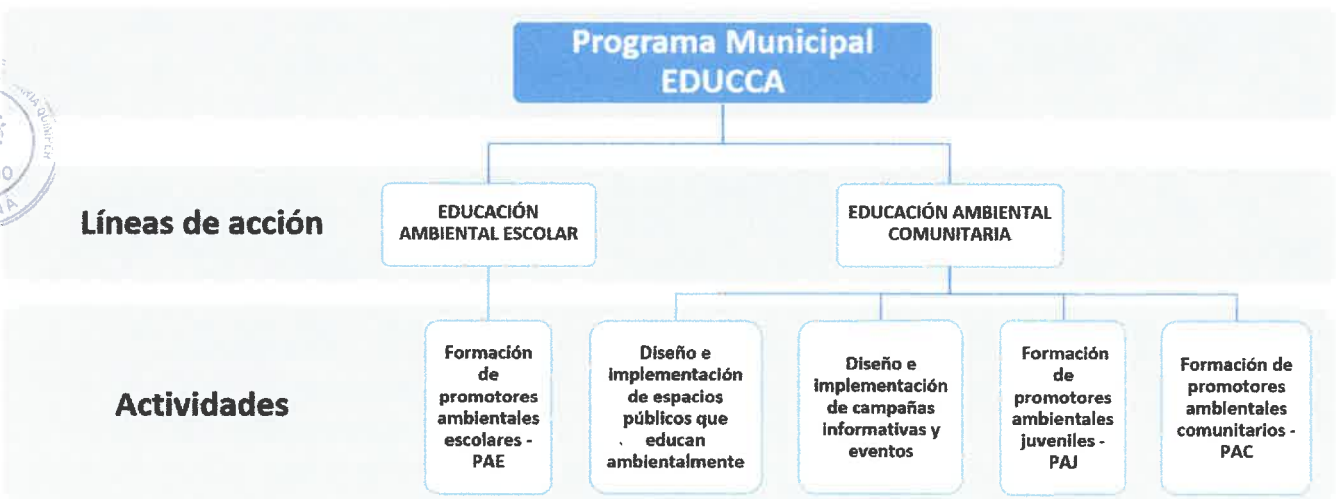 Programa Municipal
EDUCCA
Líneas de acción
EDUCACIÓN
AMBIENTAL ESCOLAR
EDUCACIÓN AMBIENTAL
COMUNITARIA
Actividades
Formación
de
promotores
ambientales
escolares -
PAE
Diseño e
implementación
de espacios
públicos que
educan
ambientalmente
Diseño e
implementación
de campañas
informativas y
eventos
Formación
de
promotores
ambientales
juveniles -
PAJ
Formación de
promotores
ambientales
comunitarios -
PAC